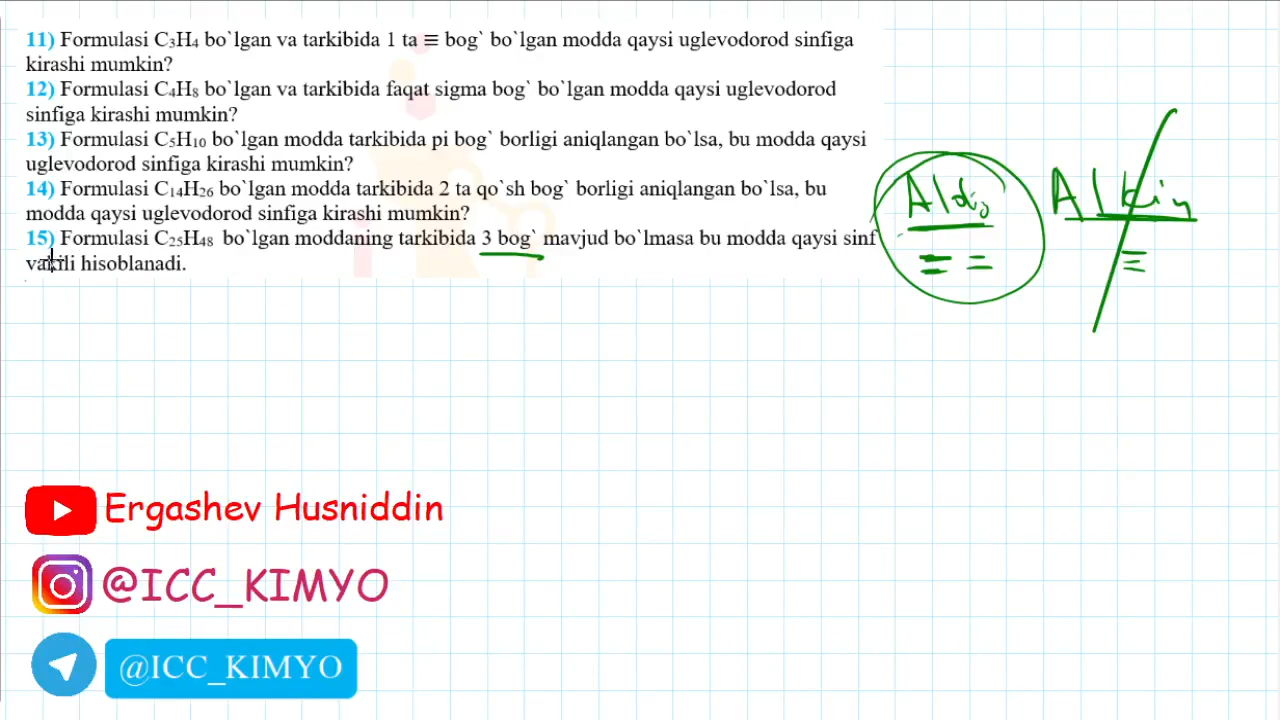 11) Formulasi C₃H₄ bo`lgan va tarkibida 1 ta ≡ bog` bo`lgan modda qaysi uglevodorod sinfiga
kirashi mumkin?
12) Formulasi C₄H₈ bo`lgan va tarkibida faqat sigma bog` bo`lgan modda qaysi uglevodorod
sinfiga kirashi mumkin?
13) Formulasi C₅H₁₀ bo`lgan modda tarkibida pi bog` borligi aniqlangan bo`lsa, bu modda qaysi
uglevodorod sinfiga kirashi mumkin?
14) Formulasi C₁₄H₂₆ bo`lgan modda tarkibida 2 ta qo`sh bog` borligi aniqlangan bo`lsa, bu
modda qaysi uglevodorod sinfiga kirashi mumkin?
15) Formulasi C₂₅H₄₈ bo`lgan moddaning tarkibida 3 bog` mavjud bo`lmasa bu modda qaysi sinf
vakili hisoblanadi.
Alkin
= =
≡
Ergashev Husniddin
@ICC_KIMYO
@ICC_KIMYO